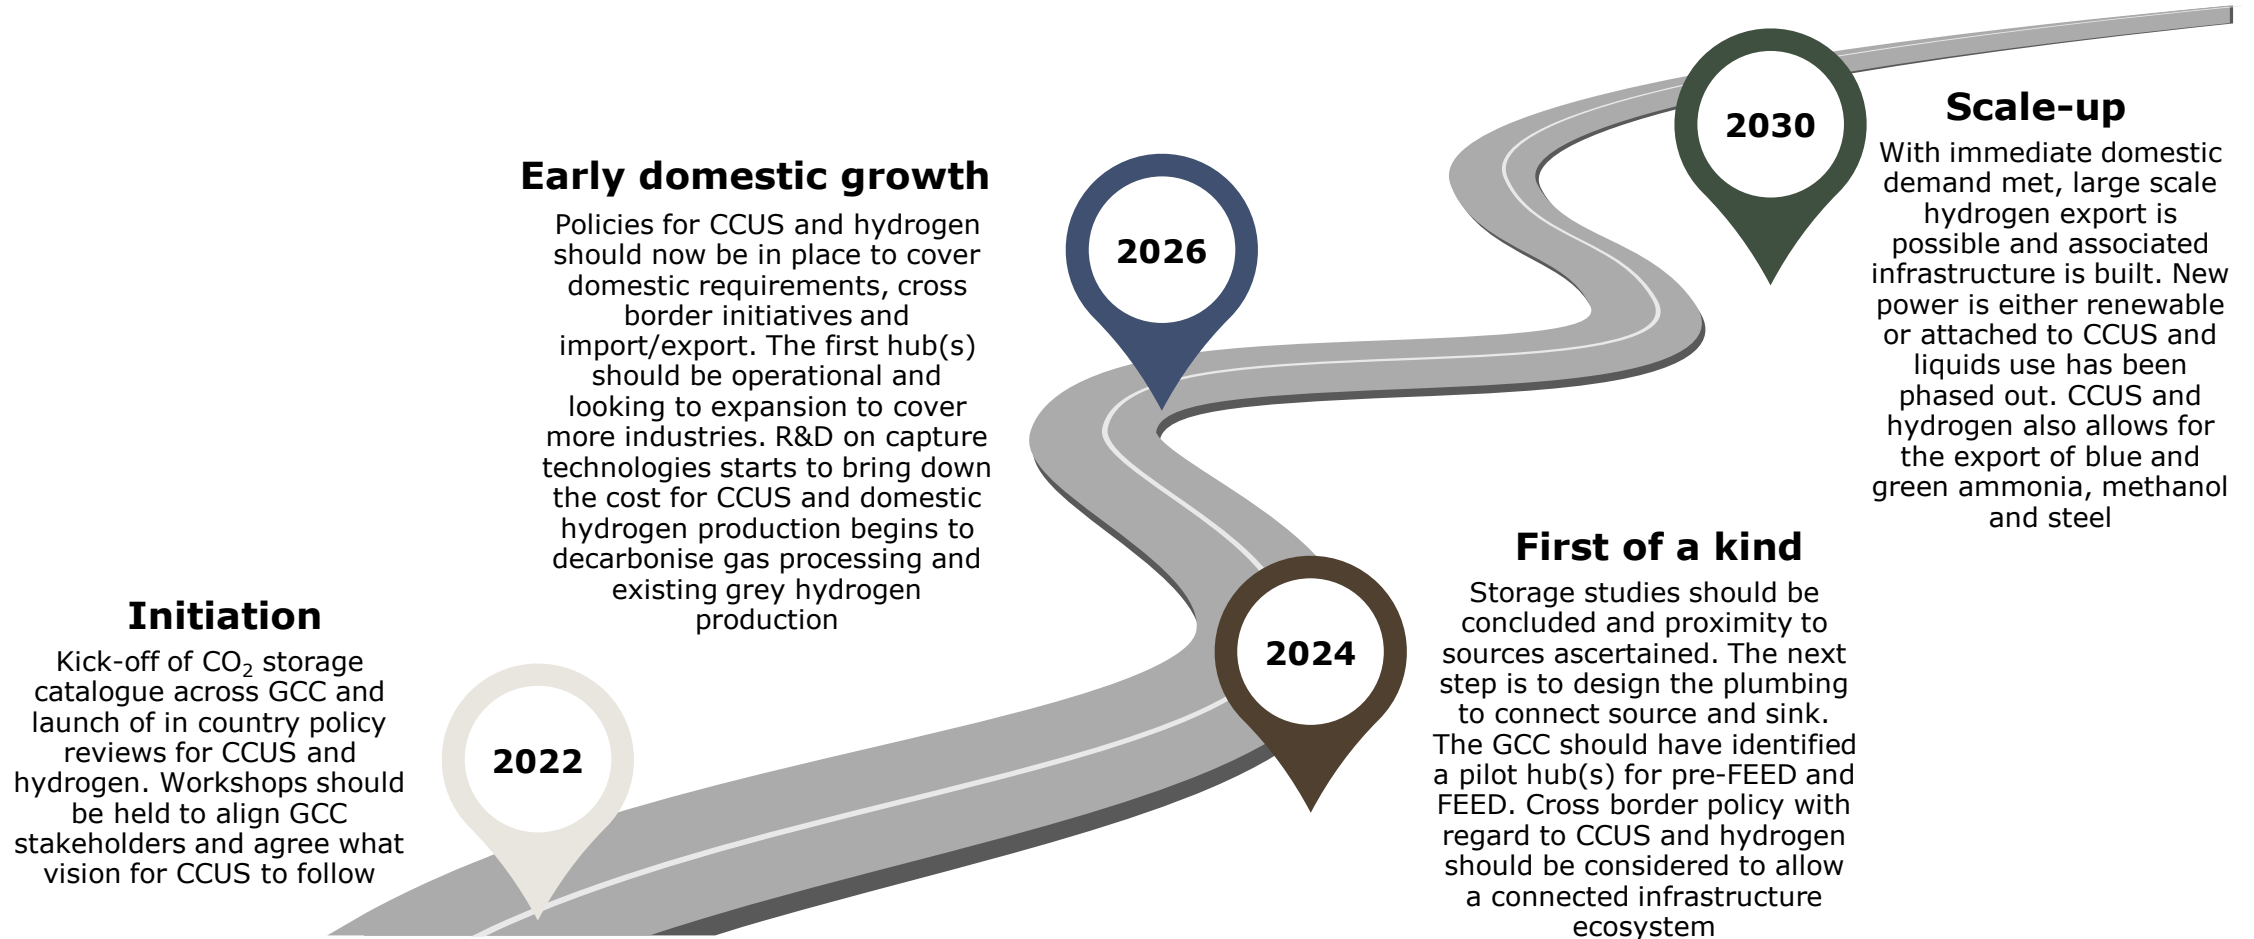 Initiation
Kick-off of CO₂ storage
catalogue across GCC and
launch of in country policy
reviews for CCUS and
hydrogen. Workshops should
be held to align GCC
stakeholders and agree what
vision for CCUS to follow
2022
Early domestic growth
Policies for CCUS and hydrogen
should now be in place to cover
domestic requirements, cross
border initiatives and
import/export. The first hub(s)
should be operational and
looking to expansion to cover
more industries. R&D on capture
technologies starts to bring down
the cost for CCUS and domestic
hydrogen production begins to
decarbonise gas processing and
existing grey hydrogen
production
2026
2024
First of a kind
Storage studies should be
concluded and proximity to
sources ascertained. The next
step is to design the plumbing
to connect source and sink.
The GCC should have identified
a pilot hub(s) for pre-FEED and
FEED. Cross border policy with
regard to CCUS and hydrogen
should be considered to allow
a connected infrastructure
ecosystem
2030
Scale-up
With immediate domestic
demand met, large scale
hydrogen export is
possible and associated
infrastructure is built. New
power is either renewable
or attached to CCUS and
liquids use has been
phased out. CCUS and
hydrogen also allows for
the export of blue and
green ammonia, methanol
and steel